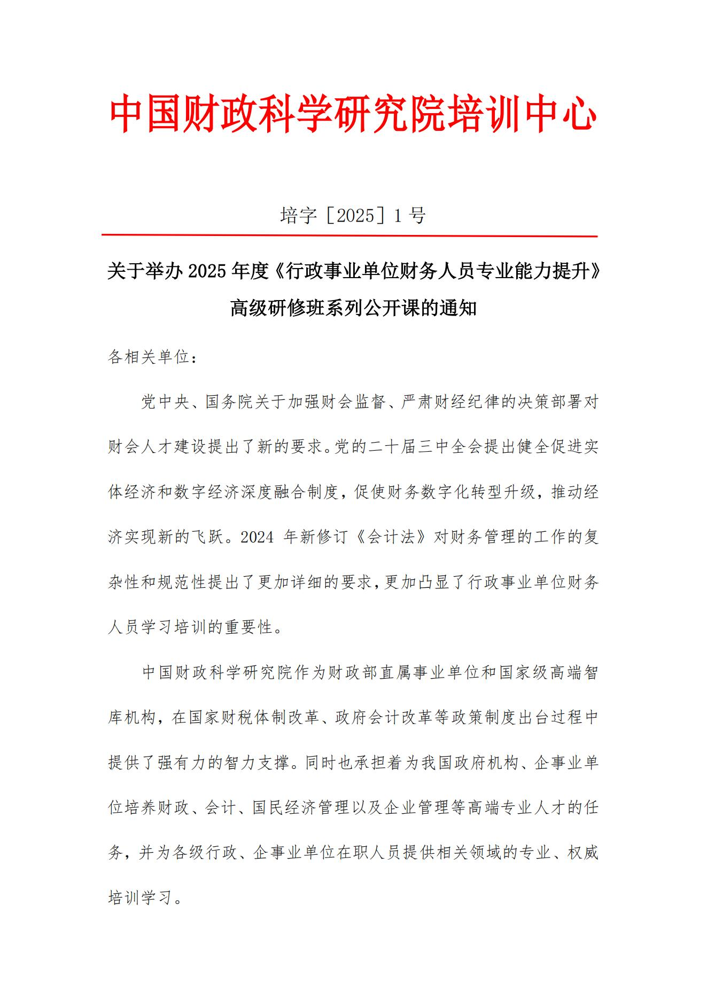 中国财政科学研究院培训中心
培字［2025］1 号
关于举办 2025 年度《行政事业单位财务人员专业能力提升》
高级研修班系列公开课的通知
各相关单位：
党中央、国务院关于加强财会监督、严肃财经纪律的决策部署对
财会人才建设提出了新的要求。党的二十届三中全会提出健全促进实
体经济和数字经济深度融合制度，促使财务数字化转型升级，推动经
济实现新的飞跃。2024 年新修订《会计法》对财务管理的工作的复
杂性和规范性提出了更加详细的要求，更加凸显了行政事业单位财务
人员学习培训的重要性。
中国财政科学研究院作为财政部直属事业单位和国家级高端智
库机构，在国家财税体制改革、政府会计改革等政策制度出台过程中
提供了强有力的智力支撑。同时也承担着为我国政府机构、企事业单
位培养财政、会计、国民经济管理以及企业管理等高端专业人才的任
务，并为各级行政、企事业单位在职人员提供相关领域的专业、权威
培训学习。